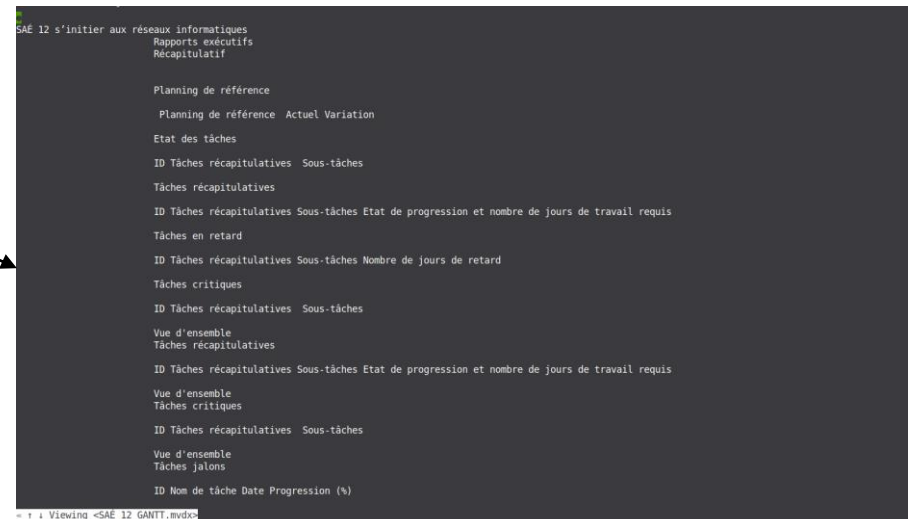 SAÉ 12 s'initier aux réseaux informatiques
Rapports exécutifs
Récapitulatif
Planning de référence
Planning de référence Actuel Variation
Etat des tâches
ID Tâches récapitulatives Sous-tâches
Tâches récapitulatives
ID Tâches récapitulatives Sous-tâches Etat de progression et nombre de jours de travail requis
Tâches en retard
ID Tâches récapitulatives Sous-tâches Nombre de jours de retard
Tâches critiques
ID Tâches récapitulatives Sous-tâches
Vue d'ensemble
Tâches récapitulatives
ID Tâches récapitulatives Sous-tâches Etat de progression et nombre de jours de travail requis
Vue d'ensemble
Tâches critiques
ID Tâches récapitulatives Sous-tâches
Vue d'ensemble
Tâches jalons
ID Nom de tâche Date Progression (%)
↑ ↓ Viewing <SAÉ 12 GANTT.mvdx>